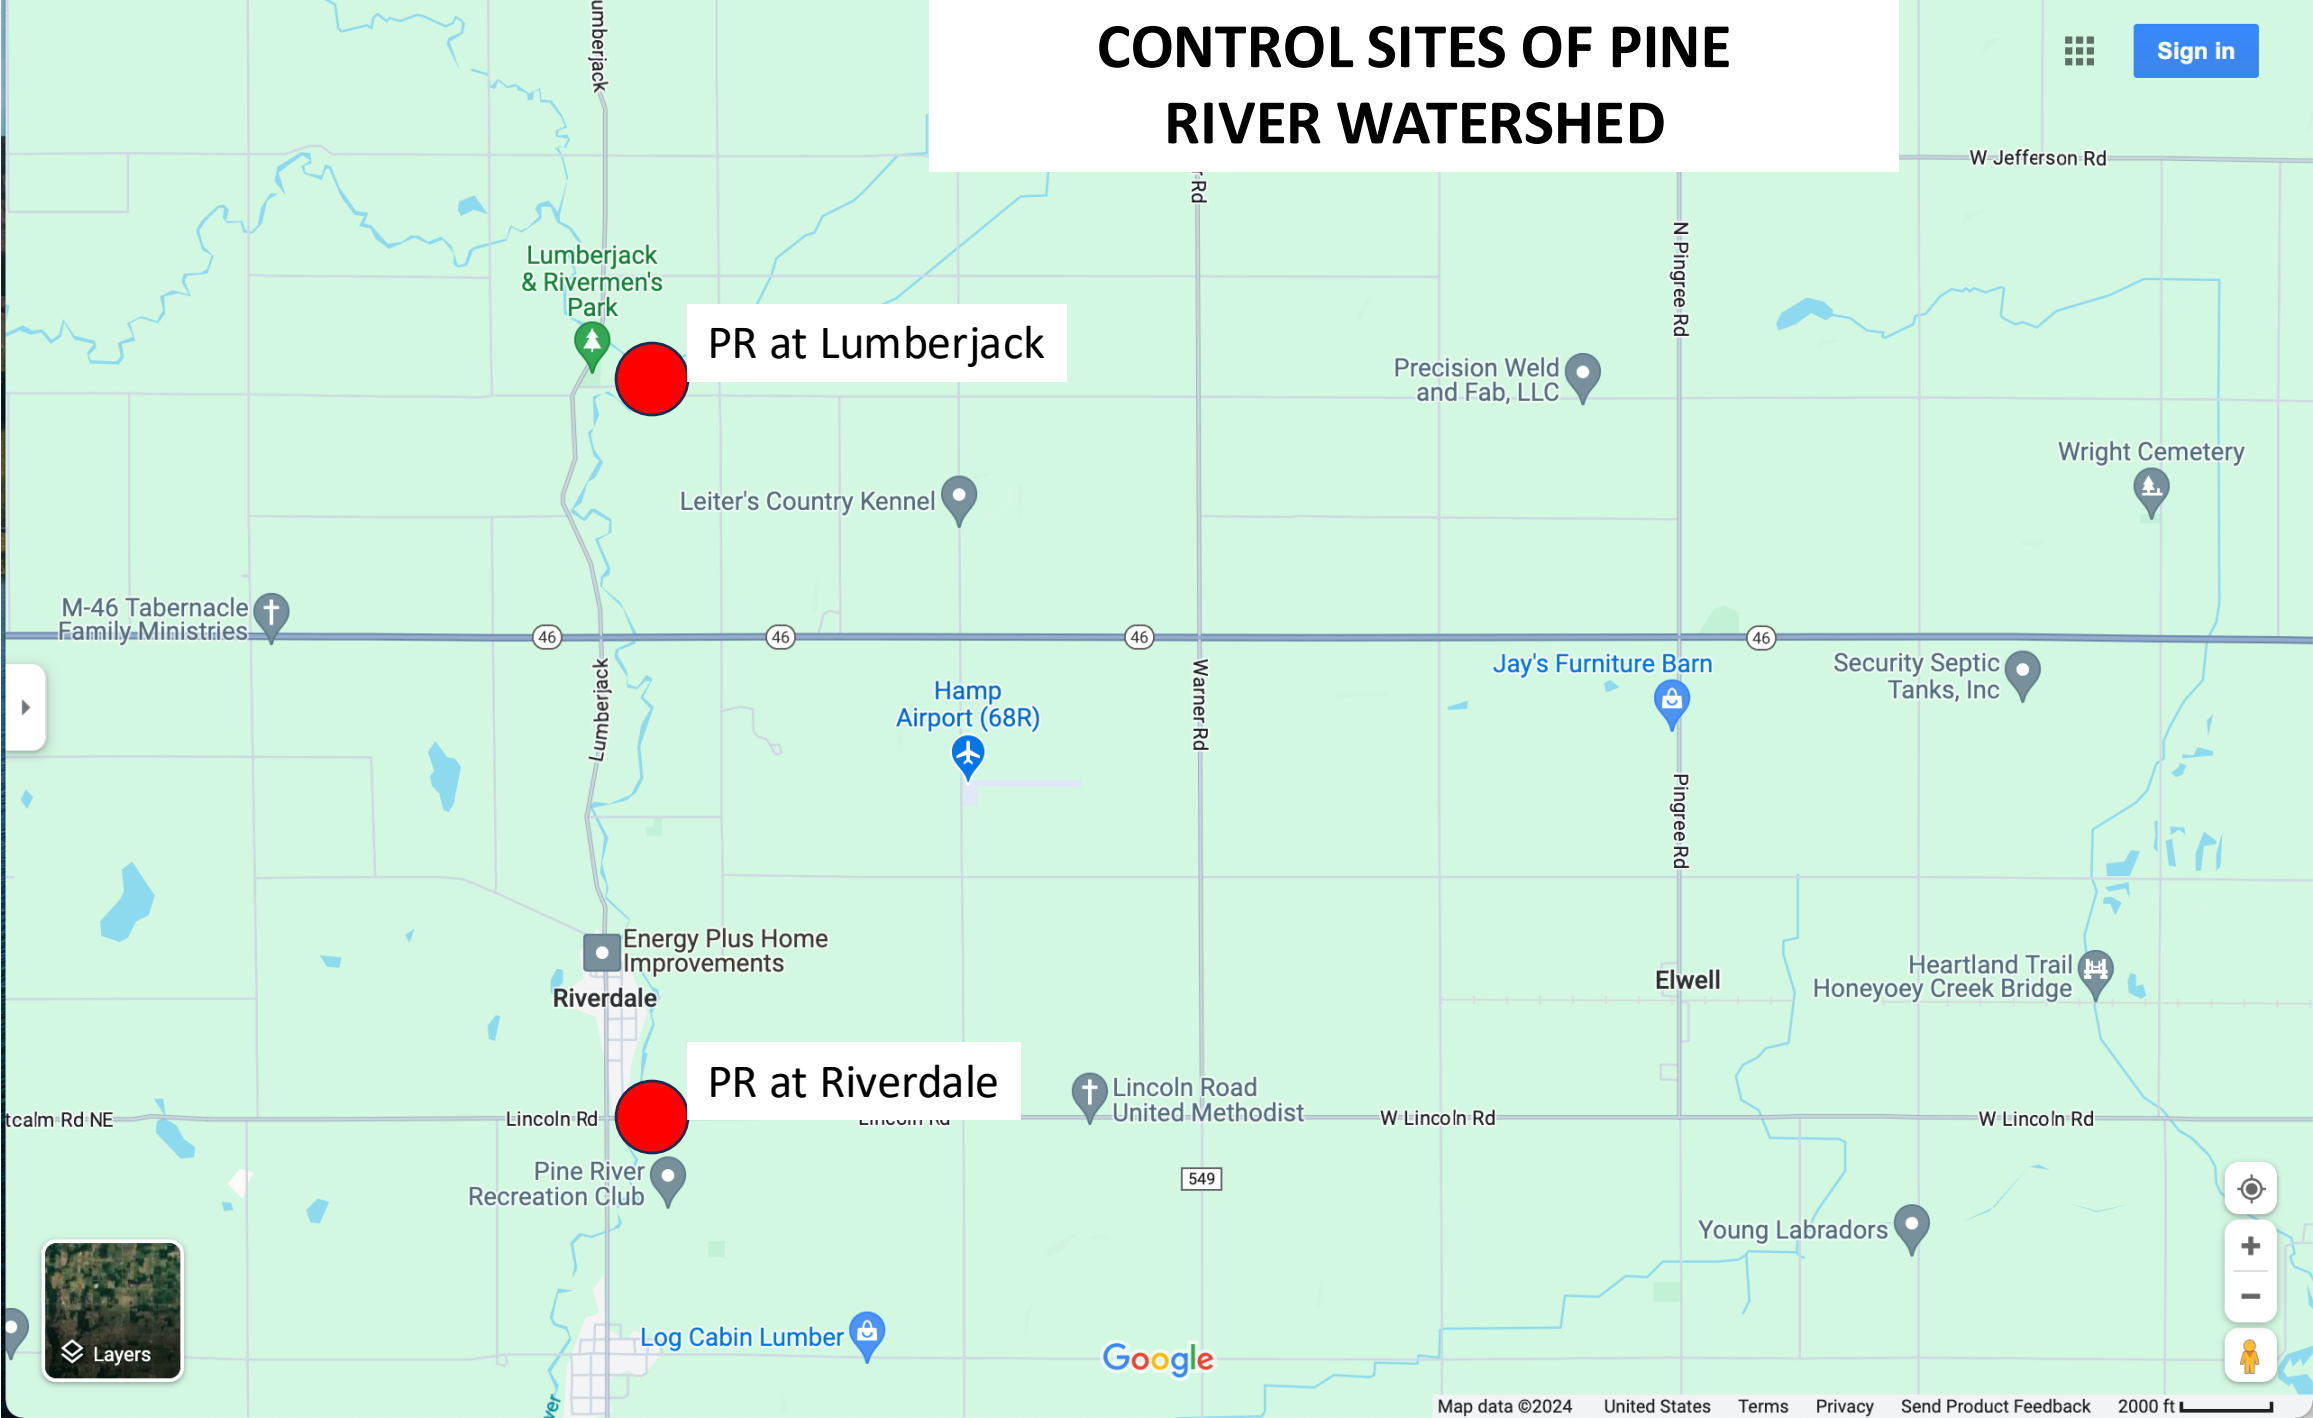 CONTROL SITES OF PINE
RIVER WATERSHED
Sign in
umberjack
W Jefferson Rd
r Rd
N Pingree Rd
Lumberjack
& Rivermen's
Park
PR at Lumberjack
Precision Weld
and Fab, LLC
Wright Cemetery
Leiter's Country Kennel
M-46 Tabernacle
Family Ministries
46
46
46
46
Lumberjack
Warner Rd
Jay's Furniture Barn
Security Septic
Tanks, Inc
Hamp
Airport (68R)
Pingree Rd
Energy Plus Home
Improvements
Riverdale
Elwell
Heartland Trail
Honeyoey Creek Bridge
PR at Riverdale
Lincoln Road
United Methodist
tcalm Rd NE
Lincoln Rd
Lincoln Rd
W Lincoln Rd
W Lincoln Rd
Pine River
Recreation Club
549
Young Labradors
Log Cabin Lumber
Layers
Google
ver
Map data ©2024
United States
Terms
Privacy
Send Product Feedback
2000 ft